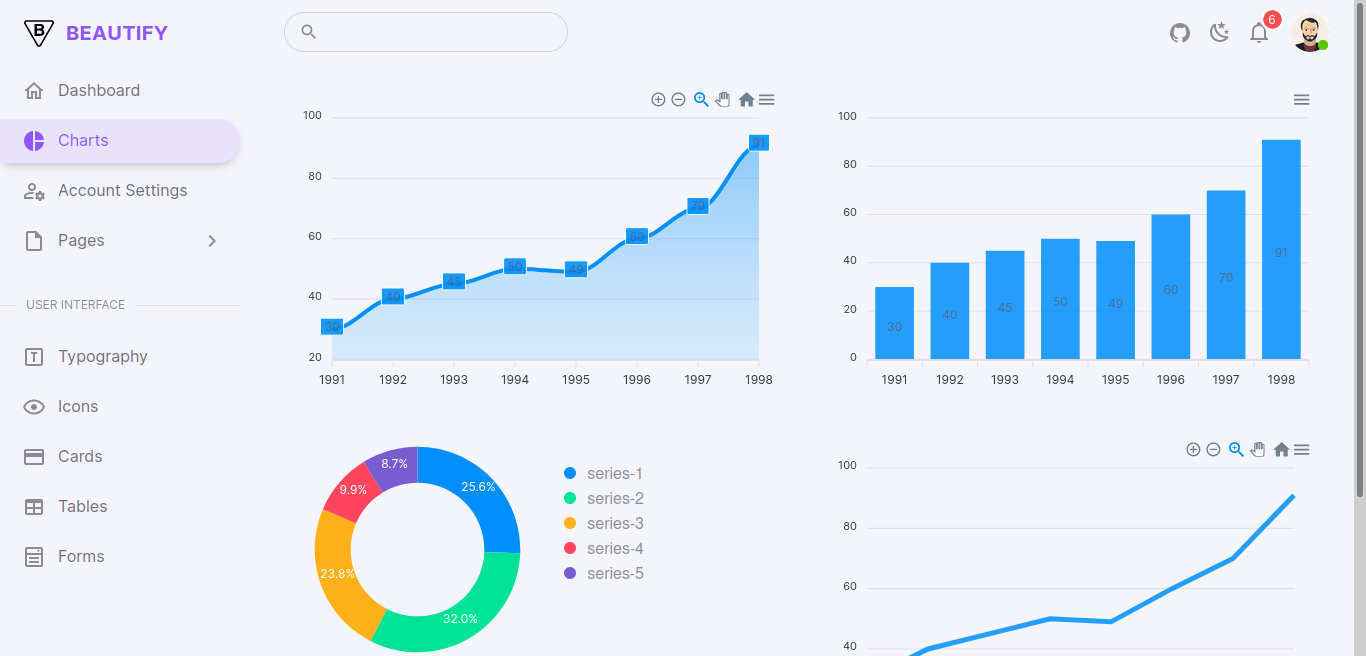 B BEAUTIFY
6
Dashboard
Charts
Account Settings
Pages
USER INTERFACE
Typography
Icons
Cards
Tables
Forms
100
80
60
40
20
30
40
45
50
49
60
70
91
1991 1992 1993 1994 1995 1996 1997 1998
100
80
60
40
20
0
30
40
45
50
49
60
70
91
1991 1992 1993 1994 1995 1996 1997 1998
8.7%
25.6%
9.9%
23.8%
32.0%
series-1
series-2
series-3
series-4
series-5
100
80
60
40